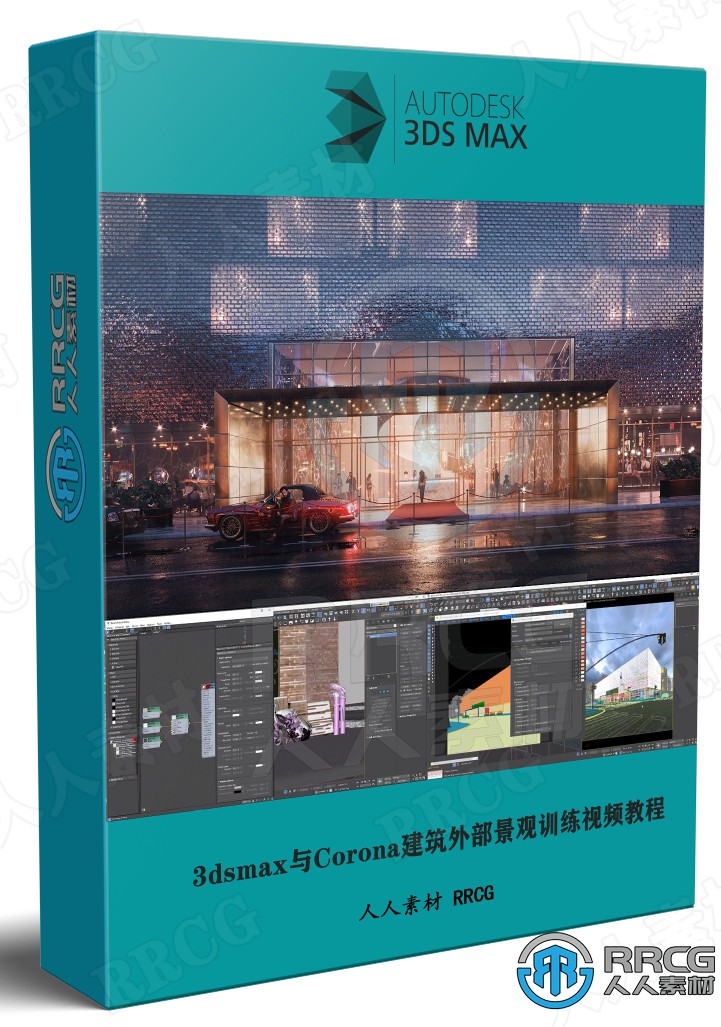 AUTODESK
3DS MAX
RRCG
人人素材
3dsmax与Corona建筑外部景观训练视频教程
人人素材 RRCG
RRCG
人人素材